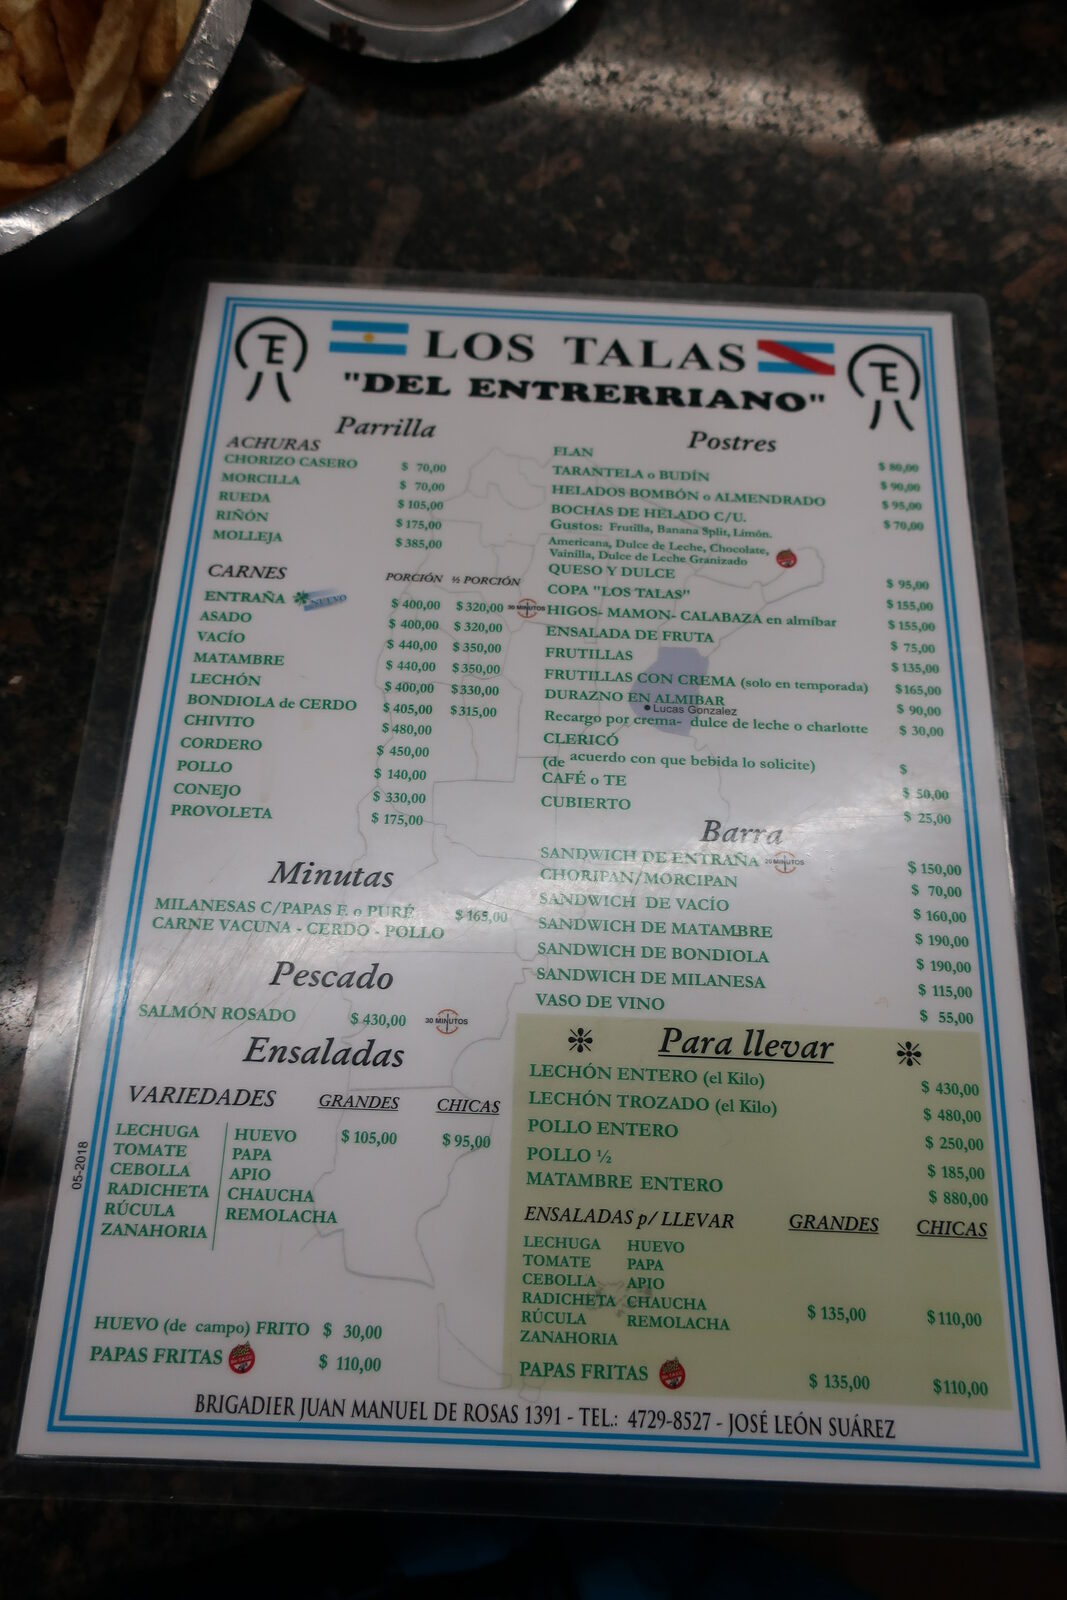 TE
LOS TALAS
TE
"DEL ENTRERRIANO"
Parrilla
ACHURAS
CHORIZO CASERO $ 70,00
MORCILLA $ 70,00
RUEDA $ 105,00
RIÑÓN $ 175,00
MOLLEJA $ 385,00
CARNES PORCIÓN ½ PORCIÓN
ENTRAÑA NUEVO $ 400,00 $ 320,00 30 MINUTOS
ASADO $ 400,00 $ 320,00
VACÍO $ 440,00 $ 350,00
MATAMBRE $ 440,00 $ 350,00
LECHÓN $ 400,00 $ 330,00
BONDIOLA de CERDO $ 405,00 $ 315,00
CHIVITO $ 480,00
CORDERO $ 450,00
POLLO $ 140,00
CONEJO $ 330,00
PROVOLETA $ 175,00
Minutas
MILANESAS C/PAPAS F. o PURÉ $ 165,00
CARNE VACUNA - CERDO - POLLO
Pescado
SALMÓN ROSADO $ 430,00 30 MINUTOS
Ensaladas
VARIEDADES GRANDES CHICAS
LECHUGA HUEVO $ 105,00 $ 95,00
TOMATE PAPA
CEBOLLA APIO
RADICHETA CHAUCHA
RÚCULA REMOLACHA
ZANAHORIA
05-2018
HUEVO (de campo) FRITO $ 30,00
PAPAS FRITAS $ 110,00
Postres
FLAN $ 80,00
TARANTELA o BUDÍN $ 90,00
HELADOS BOMBÓN o ALMENDRADO $ 95,00
BOCHAS DE HELADO C/U. $ 70,00
Gustos: Frutilla, Banana Split, Limón.
Americana, Dulce de Leche, Chocolate,
Vainilla, Dulce de Leche Granizado
QUESO Y DULCE $ 95,00
COPA "LOS TALAS" $ 155,00
HIGOS- MAMON- CALABAZA en almíbar $ 155,00
ENSALADA DE FRUTA $ 75,00
FRUTILLAS $ 135,00
FRUTILLAS CON CREMA (solo en temporada) $165,00
DURAZNO EN ALMIBAR $ 90,00
Lucas Gonzalez
Recargo por crema- dulce de leche o charlotte $ 30,00
CLERICÓ
(de acuerdo con que bebida lo solicite) $
CAFÉ o TE $ 50,00
CUBIERTO $ 25,00
Barra
SANDWICH DE ENTRAÑA 20 MINUTOS $ 150,00
CHORIPAN/MORCIPAN $ 70,00
SANDWICH DE VACÍO $ 160,00
SANDWICH DE MATAMBRE $ 190,00
SANDWICH DE BONDIOLA $ 190,00
SANDWICH DE MILANESA $ 115,00
VASO DE VINO $ 55,00
Para llevar
LECHÓN ENTERO (el Kilo) $ 430,00
LECHÓN TROZADO (el Kilo) $ 480,00
POLLO ENTERO $ 250,00
POLLO ½ $ 185,00
MATAMBRE ENTERO $ 880,00
ENSALADAS p/ LLEVAR GRANDES CHICAS
LECHUGA HUEVO
TOMATE PAPA
CEBOLLA APIO
RADICHETA CHAUCHA $ 135,00 $110,00
RÚCULA REMOLACHA
ZANAHORIA
PAPAS FRITAS $ 135,00 $110,00
BRIGADIER JUAN MANUEL DE ROSAS 1391 - TEL.: 4729-8527 - JOSÉ LEÓN SUÁREZ